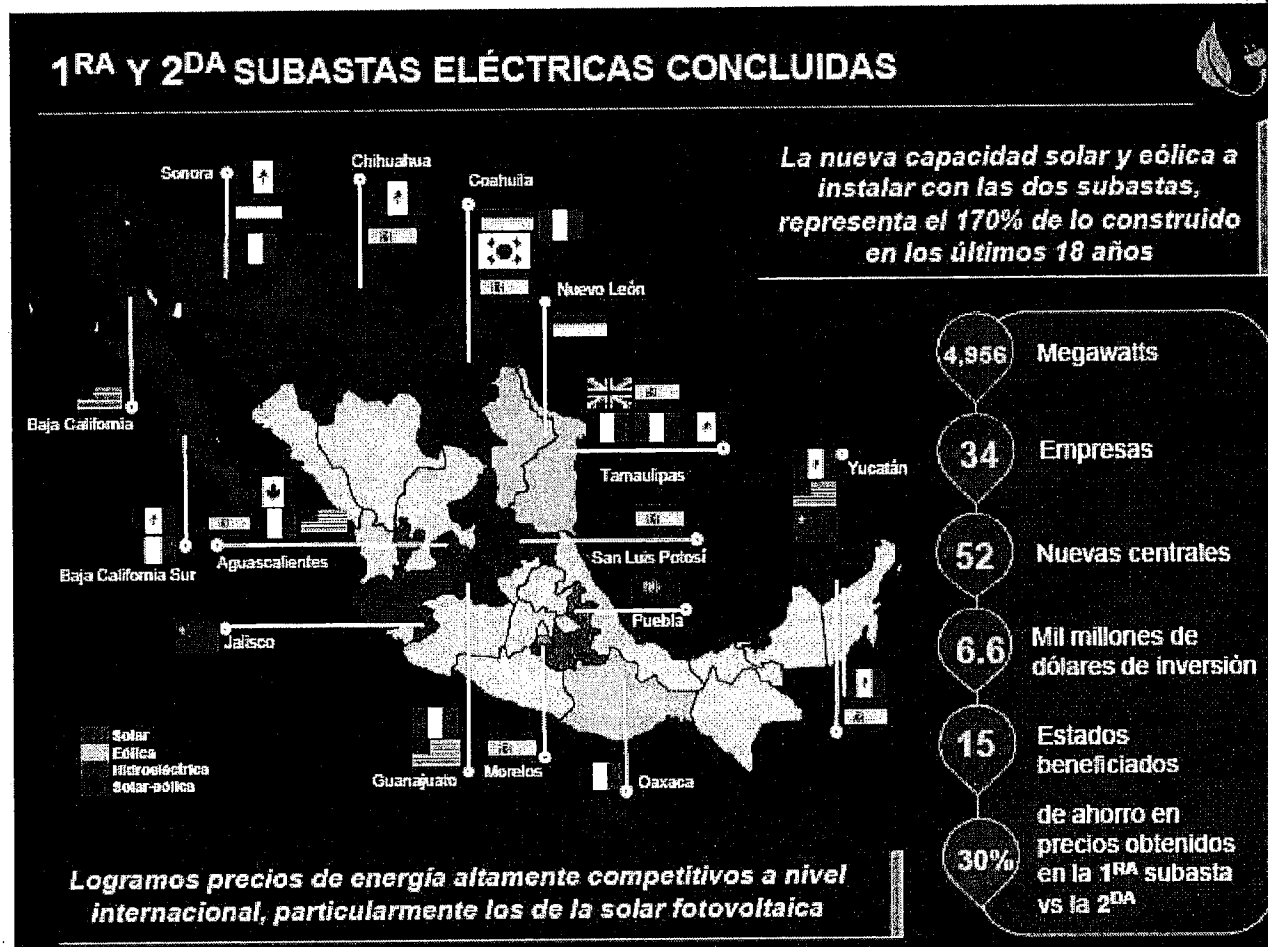 1RA Y 2DA SUBASTAS ELÉCTRICAS CONCLUIDAS
La nueva capacidad solar y eólica a
instalar con las dos subastas,
representa el 170% de lo construido
en los últimos 18 años
Sonora
Chihuahua
Coahuila
Nuevo León
Baja California
Tamaulipas
Yucatán
Baja California Sur
Aguascalientes
San Luis Potosí
Jalisco
Puebla
Guanajuato
Morelos
Oaxaca
Solar
Eólica
Hidroeléctrica
Solar-eólica
4,956 Megawatts
34 Empresas
52 Nuevas centrales
6.6 Mil millones de
dólares de inversión
15 Estados
beneficiados
30% de ahorro en
precios obtenidos
en la 1RA subasta
vs la 2DA
Logramos precios de energía altamente competitivos a nivel
internacional, particularmente los de la solar fotovoltaica